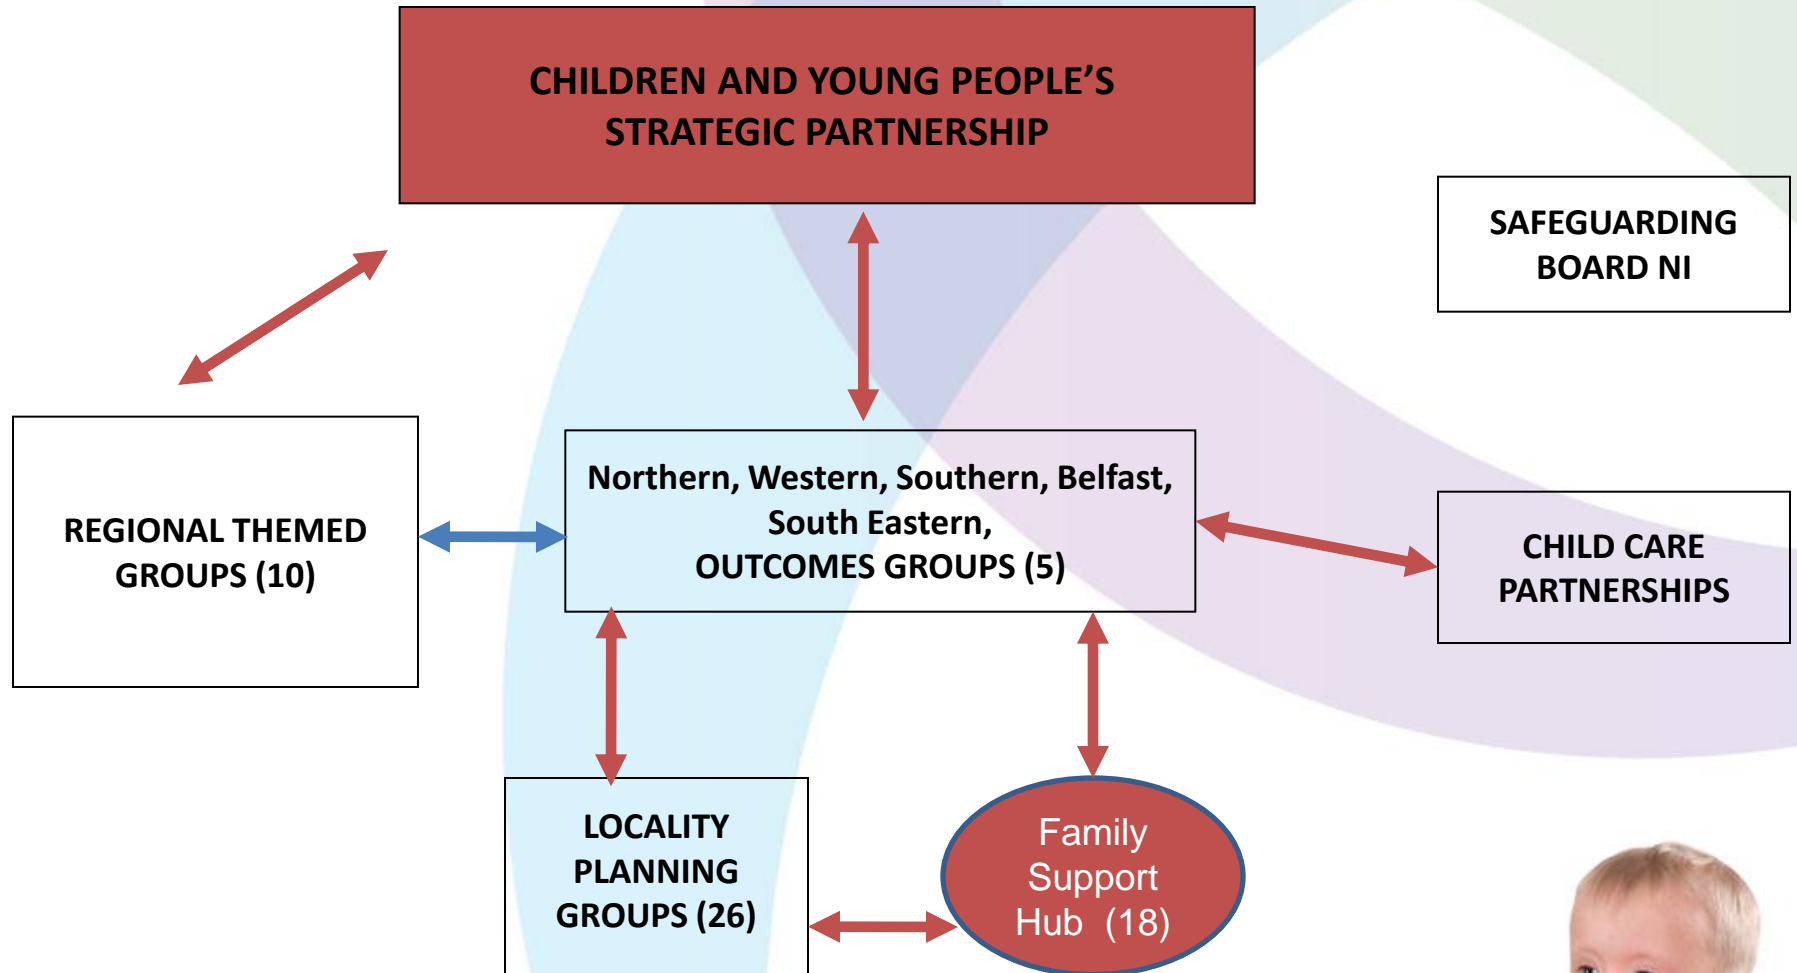 CHILDREN AND YOUNG PEOPLE’S
STRATEGIC PARTNERSHIP
SAFEGUARDING
BOARD NI
REGIONAL THEMED
GROUPS (10)
Northern, Western, Southern, Belfast,
South Eastern,
OUTCOMES GROUPS (5)
CHILD CARE
PARTNERSHIPS
LOCALITY
PLANNING
GROUPS (26)
Family
Support
Hub (18)